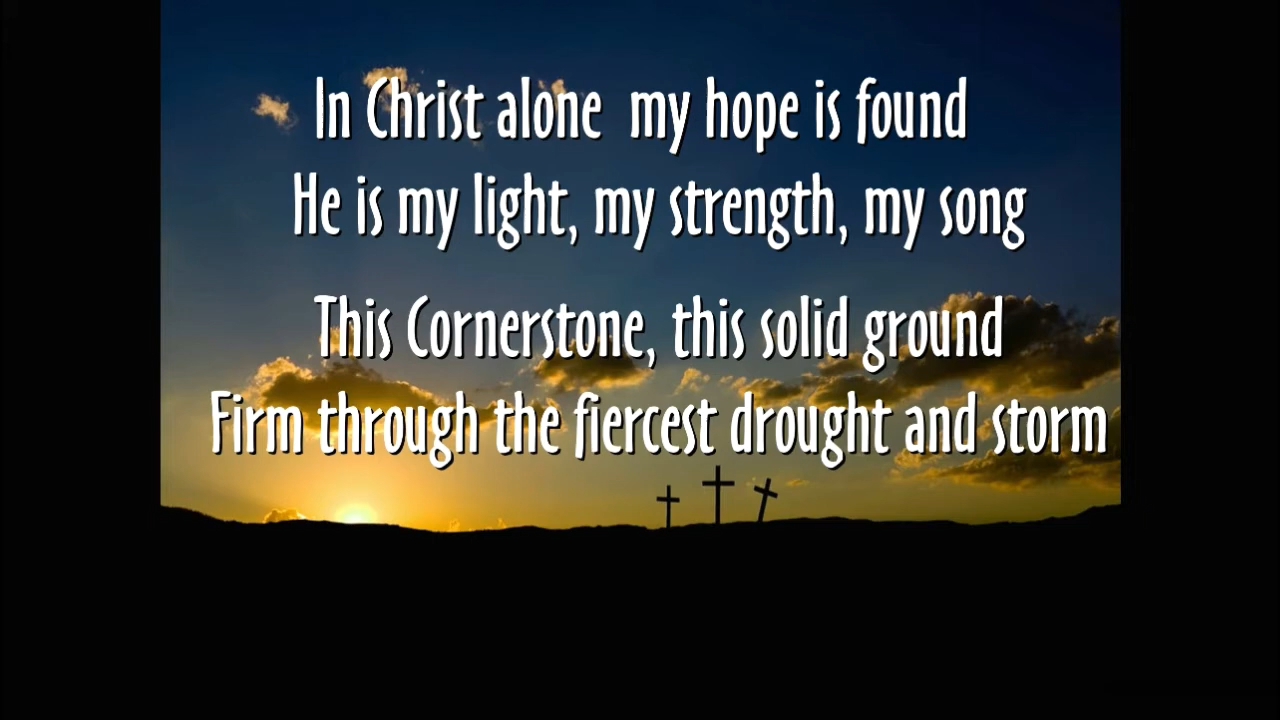 In Christ alone my hope is found
He is my light, my strength, my song
This Cornerstone, this solid ground
Firm through the fiercest drought and storm